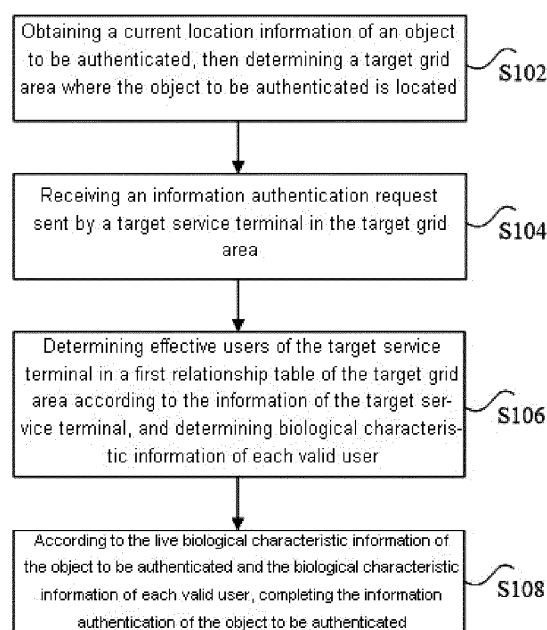 Obtaining a current location information of an object
to be authenticated, then determining a target grid
area where the object to be authenticated is located
S102
Receiving an information authentication request
sent by a target service terminal in the target grid
area
S104
Determining effective users of the target service
terminal in a first relationship table of the target grid
area according to the information of the target ser-
vice terminal, and determining biological characteris-
tic information of each valid user
S106
According to the live biological characteristic information of
the object to be authenticated and the biological characteristic
information of each valid user, completing the information
authentication of the object to be authenticated
S108